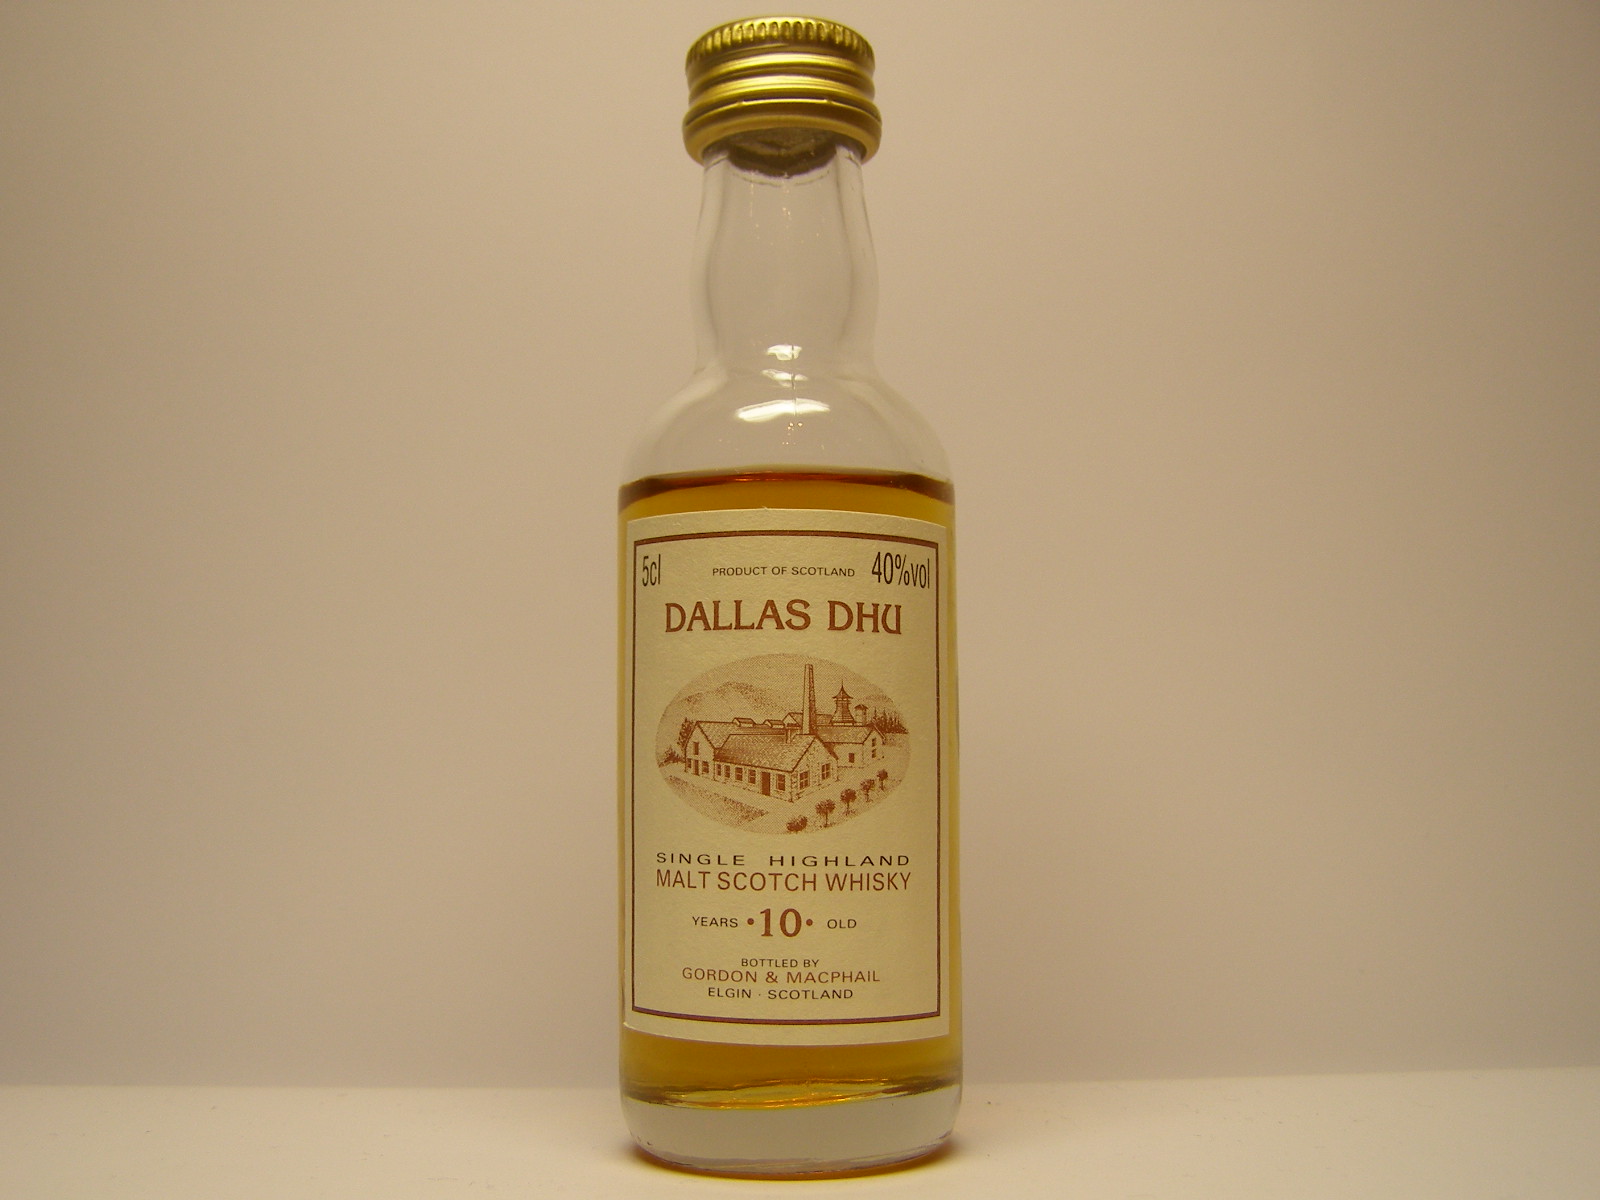 5cl PRODUCT OF SCOTLAND 40%vol
DALLAS DHU
SINGLE HIGHLAND
MALT SCOTCH WHISKY
YEARS •10• OLD
BOTTLED BY
GORDON & MACPHAIL
ELGIN · SCOTLAND